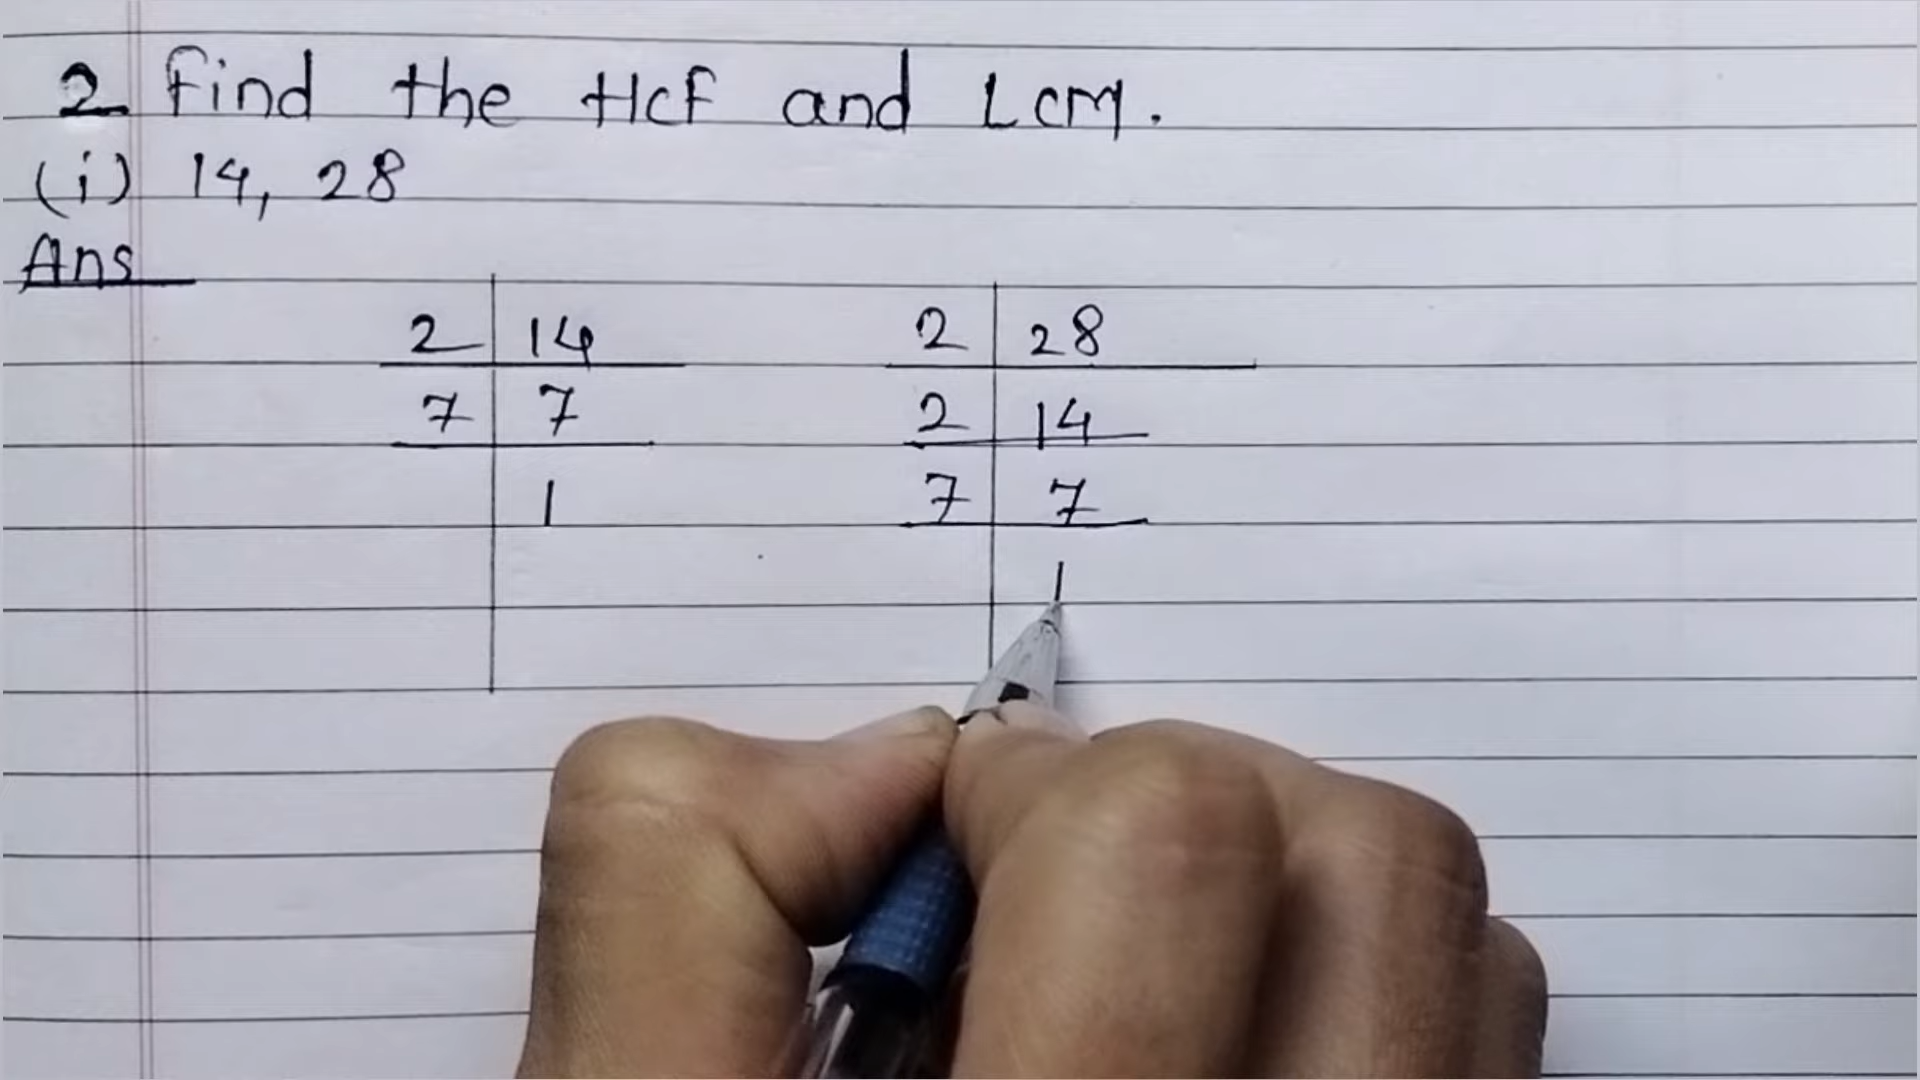 2 find the HCF and LCM.
(i) 14, 28
Ans
2 14 2 28
7 7 2 14
1 7 7
1